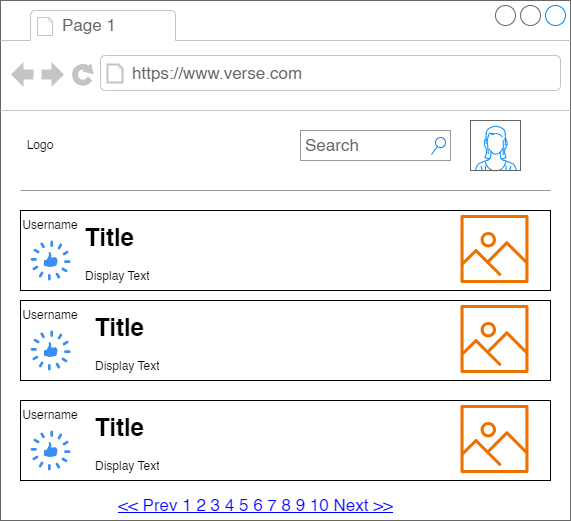 Page 1
https://www.verse.com
Logo
Search
Username
Title
Display Text
Username
Title
Display Text
Username
Title
Display Text
<< Prev 1 2 3 4 5 6 7 8 9 10 Next >>